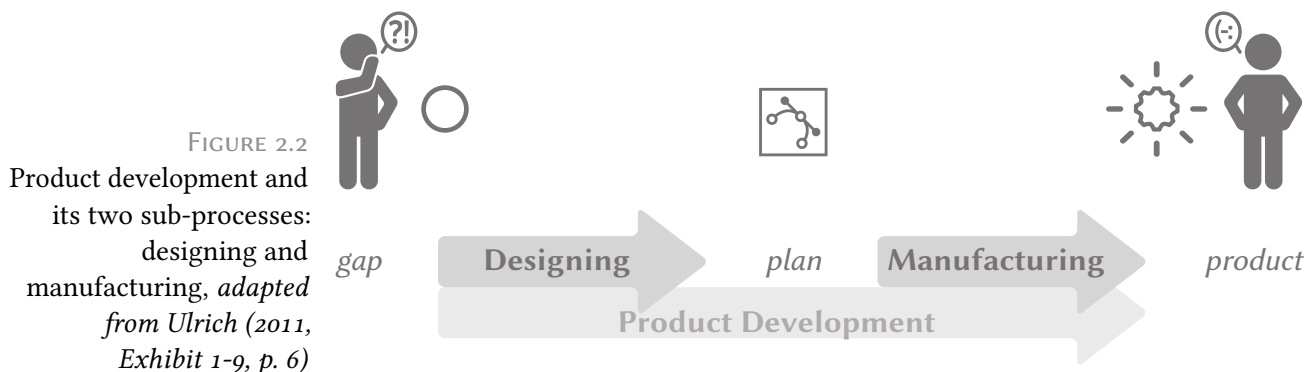 ?!
(-:
FIGURE 2.2
Product development and
its two sub-processes:
designing and
manufacturing, adapted
from Ulrich (2011,
Exhibit 1-9, p. 6)
gap
Designing
plan
Manufacturing
product
Product Development